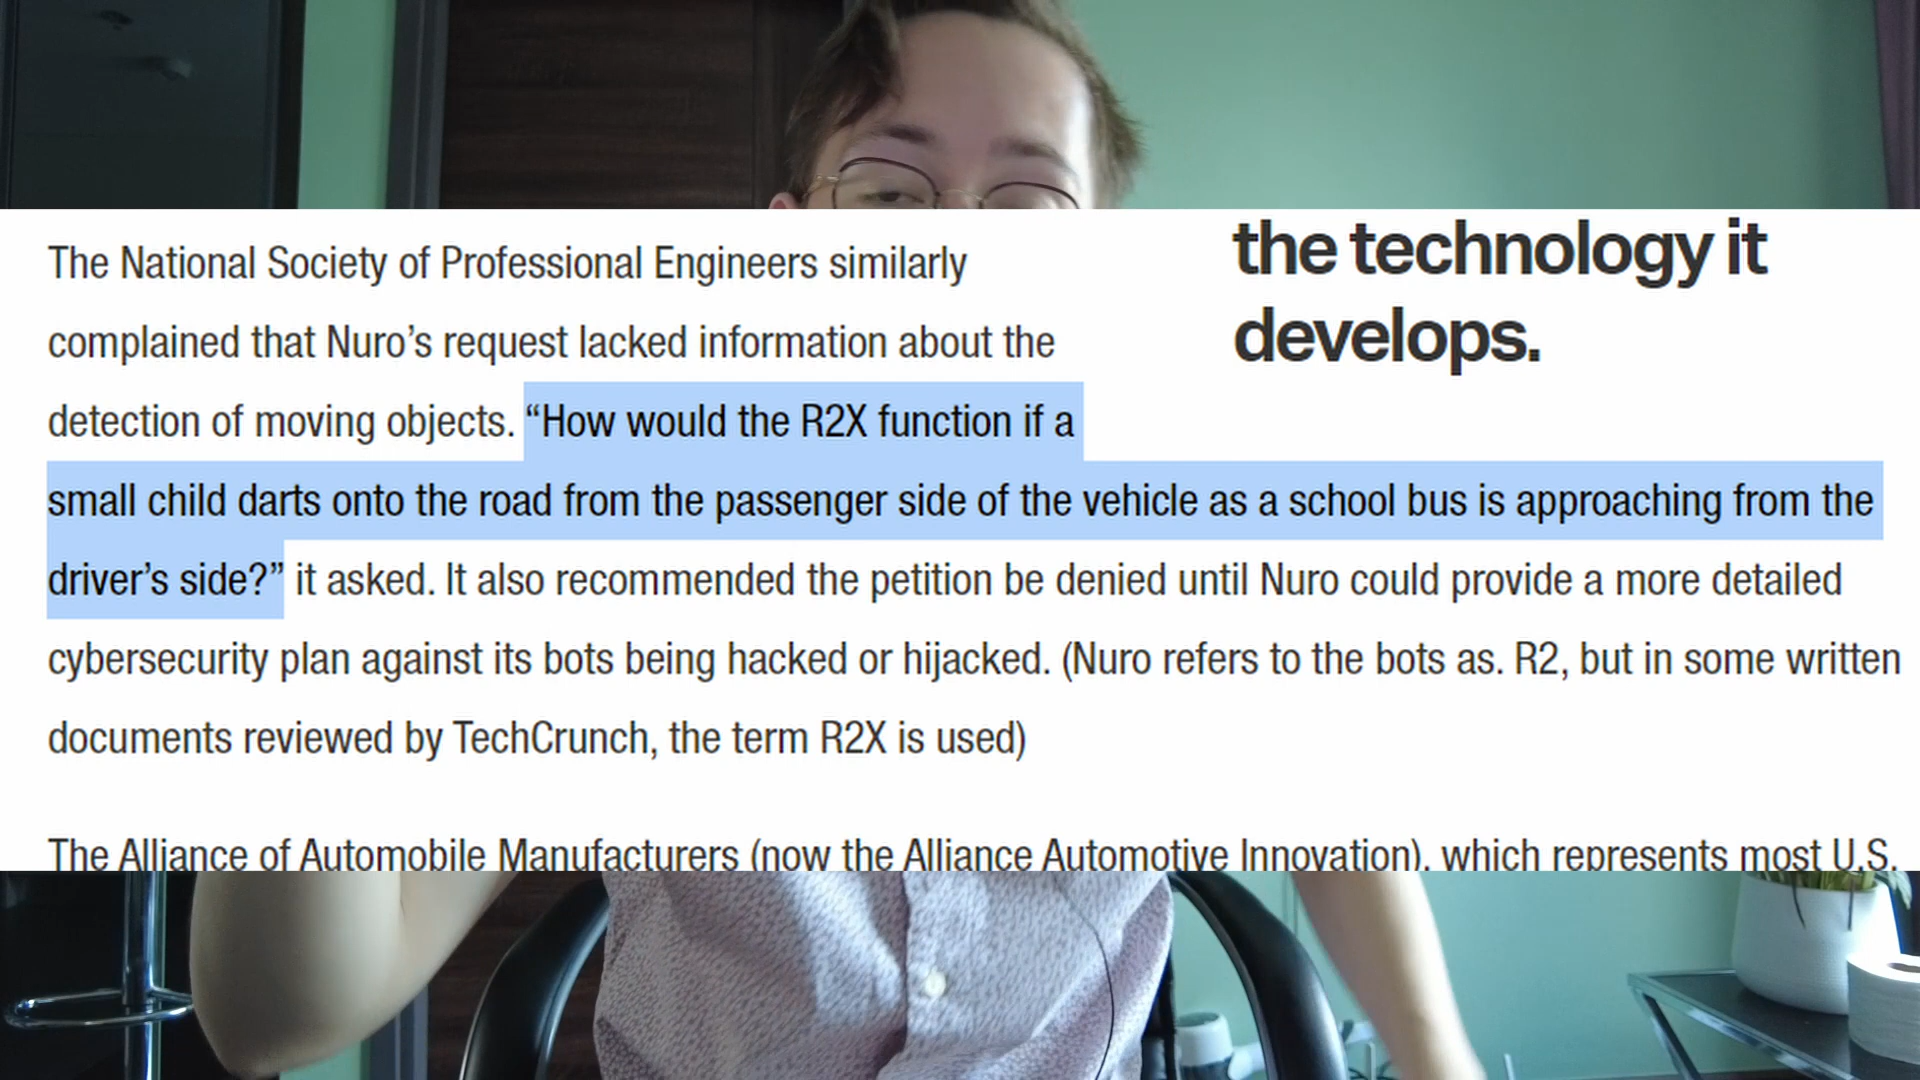 the technology it
develops.
The National Society of Professional Engineers similarly
complained that Nuro’s request lacked information about the
detection of moving objects. “How would the R2X function if a
small child darts onto the road from the passenger side of the vehicle as a school bus is approaching from the
driver’s side?” it asked. It also recommended the petition be denied until Nuro could provide a more detailed
cybersecurity plan against its bots being hacked or hijacked. (Nuro refers to the bots as. R2, but in some written
documents reviewed by TechCrunch, the term R2X is used)
The Alliance of Automobile Manufacturers (now the Alliance Automotive Innovation), which represents most U.S.